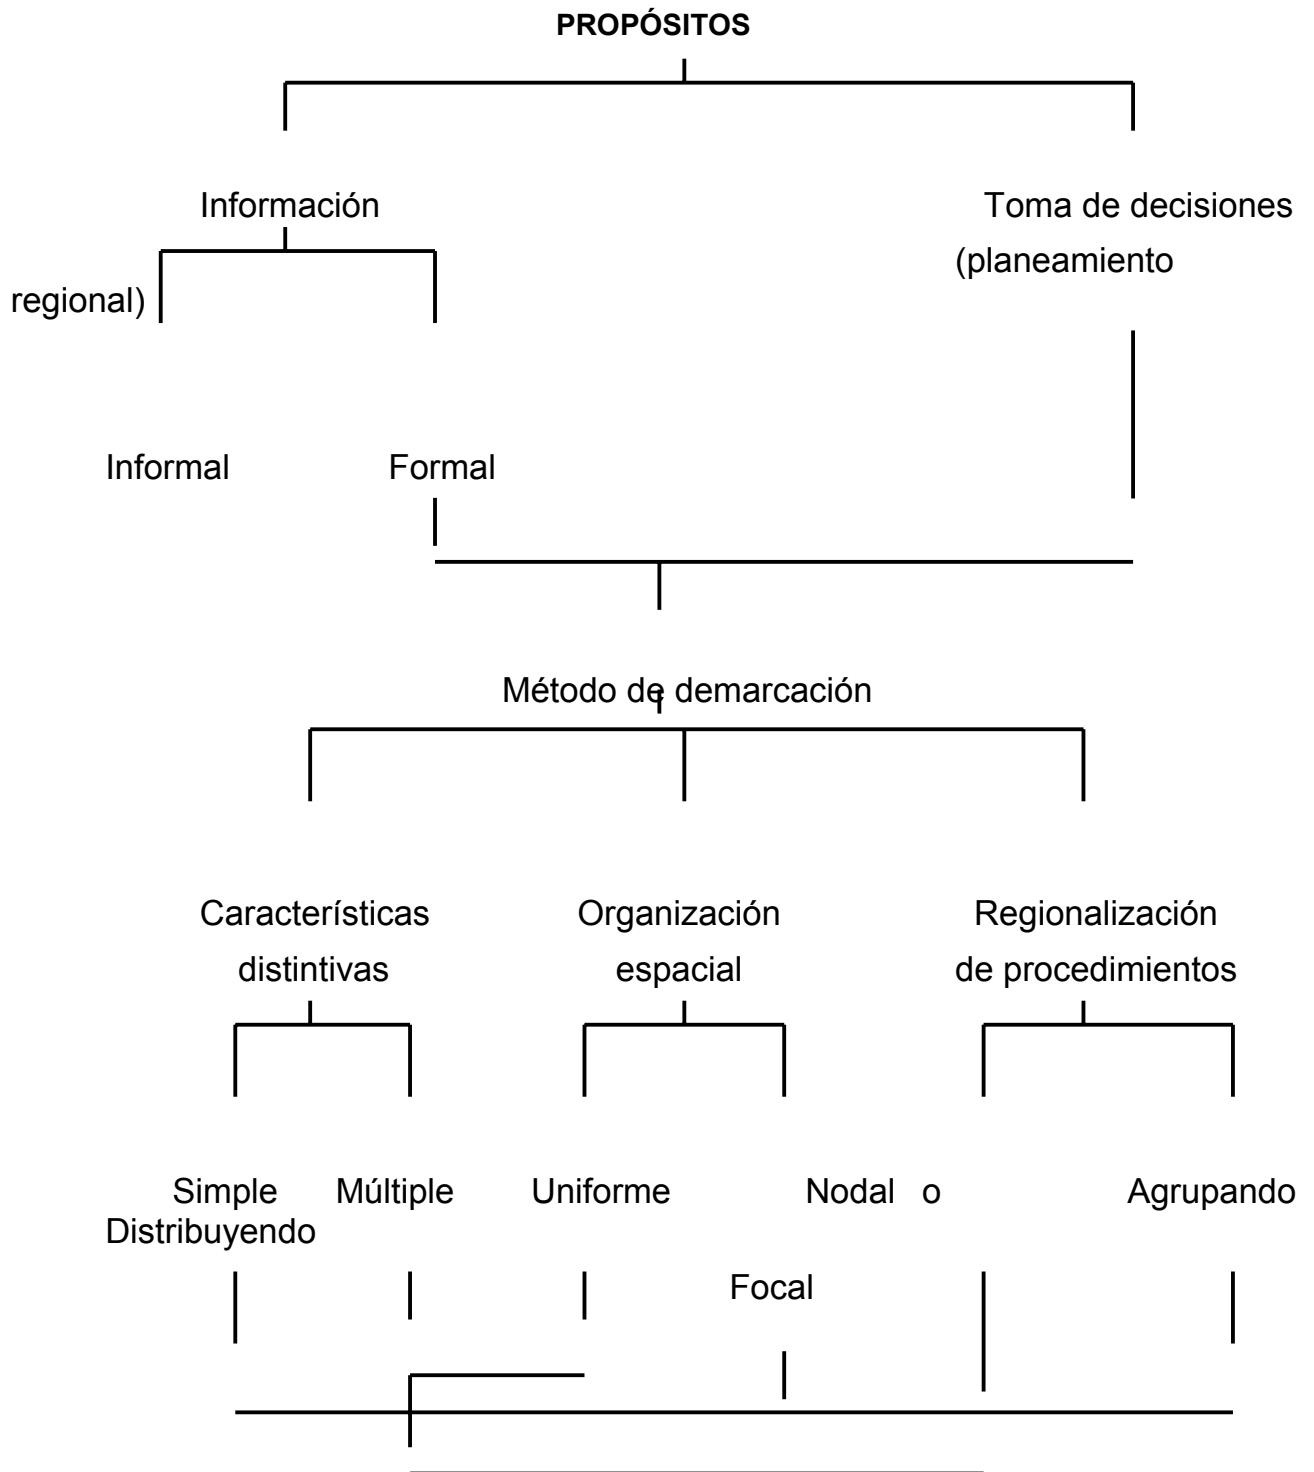 PROPÓSITOS
Información Toma de decisiones
(planeamiento
regional)
Informal Formal
Método de demarcación
Características Organización Regionalización
distintivas espacial de procedimientos
Simple Múltiple Uniforme Nodal o Agrupando
Distribuyendo
Focal